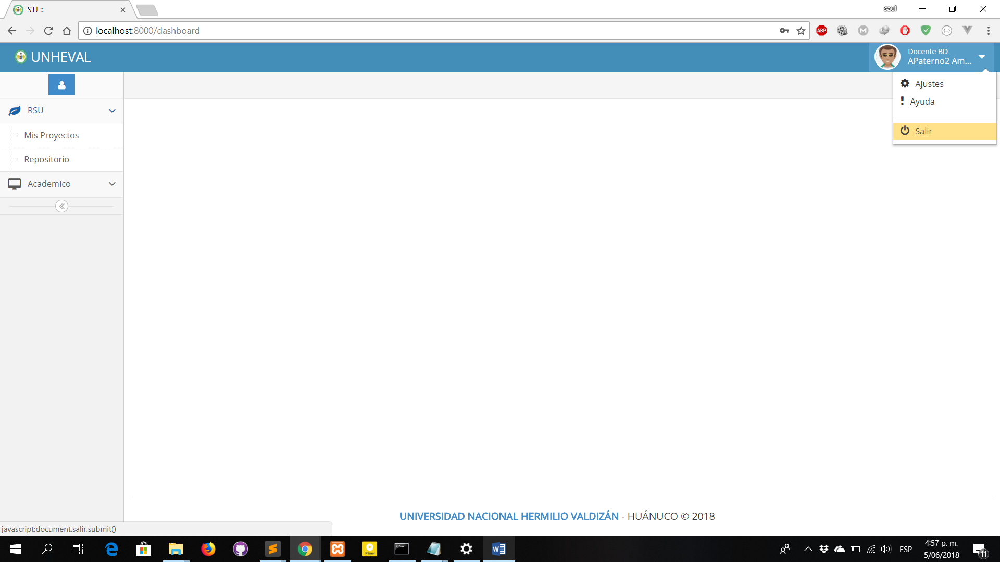 STJ ::
saul
localhost:8000/dashboard
ABP
M
UNHEVAL
Docente BD
APaterno2 Am...
Ajustes
Ayuda
Salir
RSU
Mis Proyectos
Repositorio
Academico
UNIVERSIDAD NACIONAL HERMILIO VALDIZÁN - HUÁNUCO © 2018
javascript:document.salir.submit()
Player
ESP
4:57 p. m.
5/06/2018
11